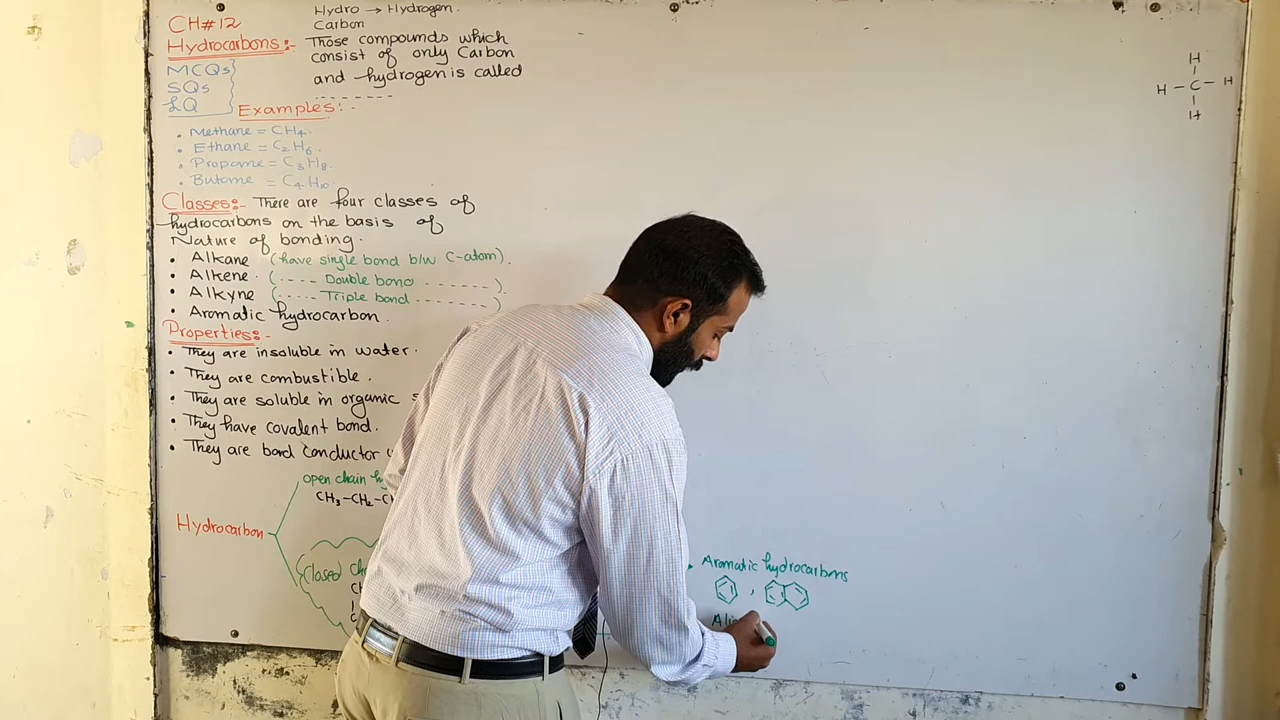 CH#12
Hydrocarbons:-
MCQs
SQs
LQ
Hydro → Hydrogen.
Carbon
Those compounds which
consist of only Carbon
and hydrogen is called
--------
Examples:-
• Methane = CH₄.
• Ethane = C₂H₆.
• Propane = C₃H₈.
• Butane = C₄H₁₀
Classes:- There are four classes of
hydrocarbons on the basis of
Nature of bonding.
• Alkane (have single bond b/w C-atom).
• Alkene. (---- Double bond ------).
• Alkyne (---- Triple bond -------)
• Aromatic hydrocarbon.
Properties:-
• They are insoluble in water.
• They are combustible.
• They are soluble in organic
• They have covalent bond.
• They are bard conductor
open chain
CH₃-CH₂-
Hydrocarbon
Closed
Aromatic hydrocarbons
,
H
H-C-H
H